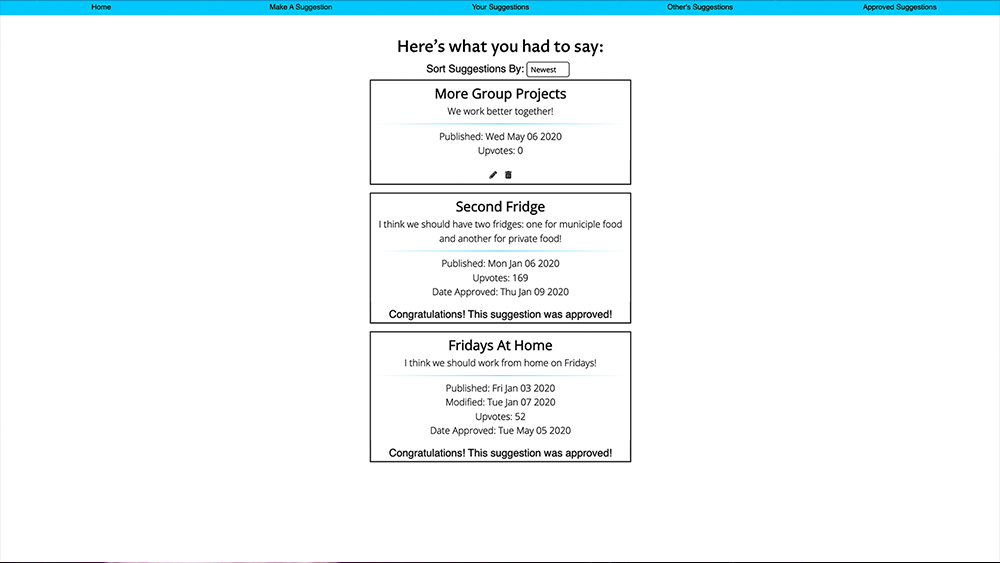 Home Make A Suggestion Your Suggestions Other's Suggestions Approved Suggestions
Here's what you had to say:
Sort Suggestions By: Newest
More Group Projects
We work better together!
Published: Wed May 06 2020
Upvotes: 0
Second Fridge
I think we should have two fridges: one for municiple food
and another for private food!
Published: Mon Jan 06 2020
Upvotes: 169
Date Approved: Thu Jan 09 2020
Congratulations! This suggestion was approved!
Fridays At Home
I think we should work from home on Fridays!
Published: Fri Jan 03 2020
Modified: Tue Jan 07 2020
Upvotes: 52
Date Approved: Tue May 05 2020
Congratulations! This suggestion was approved!